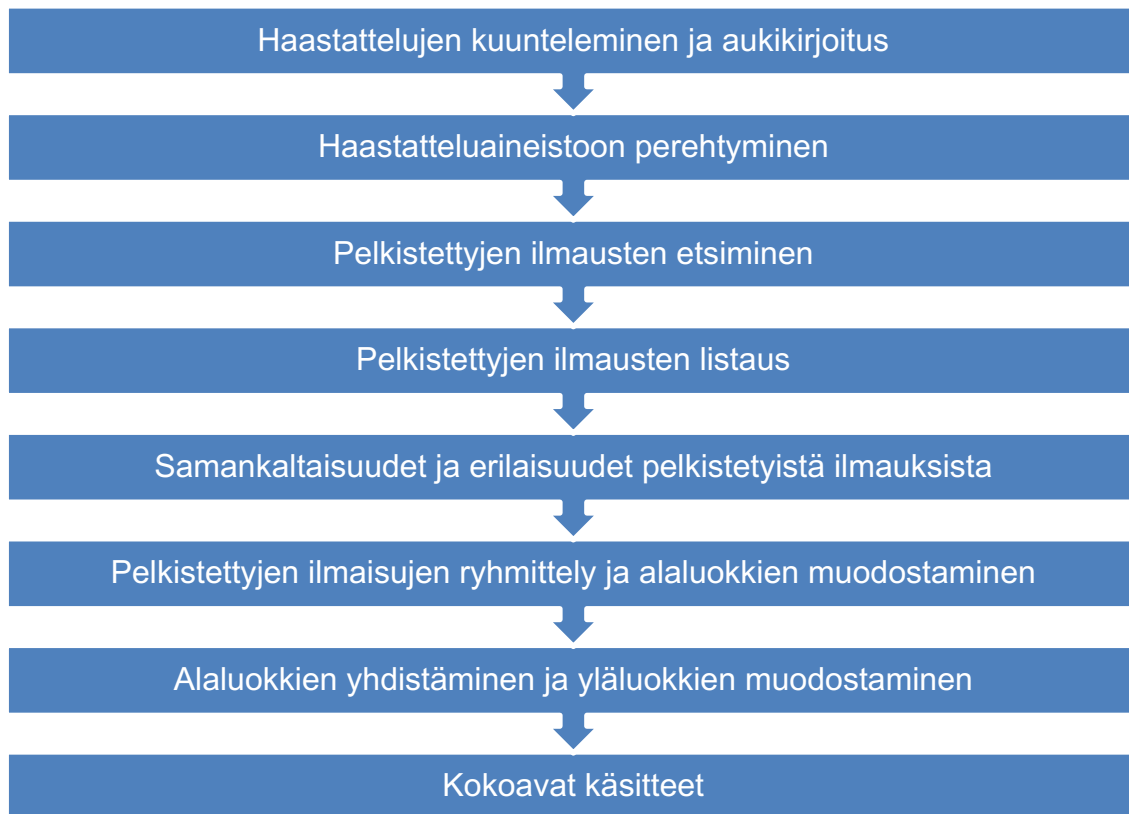 Haastattelujen kuunteleminen ja aukikirjoitus
Haastatteluaineistoon perehtyminen
Pelkistettyjen ilmausten etsiminen
Pelkistettyjen ilmausten listaus
Samankaltaisuudet ja erilaisuudet pelkistetyistä ilmauksista
Pelkistettyjen ilmaisujen ryhmittely ja alaluokkien muodostaminen
Alaluokkien yhdistäminen ja yläluokkien muodostaminen
Kokoavat käsitteet